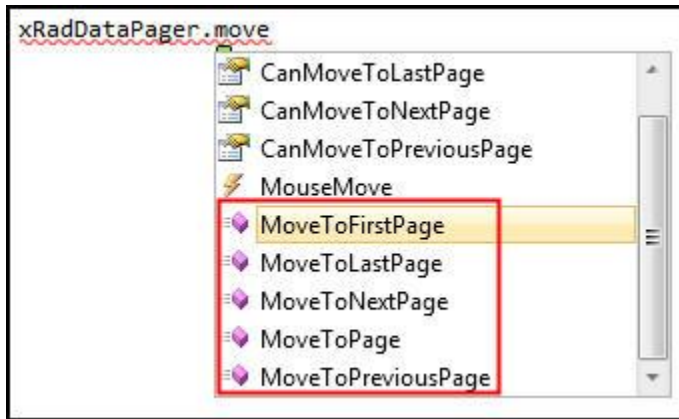 xRadDataPager.move
CanMoveToLastPage
CanMoveToNextPage
CanMoveToPreviousPage
MouseMove
MoveToFirstPage
MoveToLastPage
MoveToNextPage
MoveToPage
MoveToPreviousPage